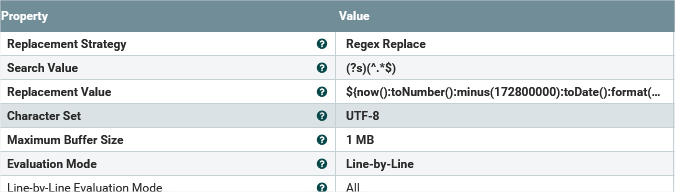 Property Value
Replacement Strategy ? Regex Replace
Search Value ? (?s)(^.*$)
Replacement Value ? ${now():toNumber():minus(172800000):toDate():format(...
Character Set ? UTF-8
Maximum Buffer Size ? 1 MB
Evaluation Mode ? Line-by-Line
Line-by-Line Evaluation Mode ? All